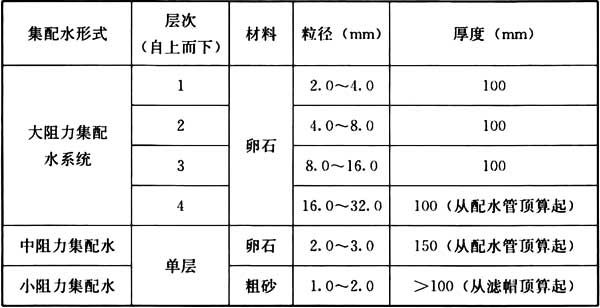 集配水形式 层次（自上而下） 材料 粒径（mm） 厚度（mm）
大阻力集配水系统 1 卵石 2.0～4.0 100
2 4.0～8.0 100
3 8.0～16.0 100
4 16.0～32.0 100（从配水管顶算起）
中阻力集配水 单层 卵石 2.0～3.0 150（从配水管顶算起）
小阻力集配水 粗砂 1.0～2.0 ＞100（从滤帽顶算起）